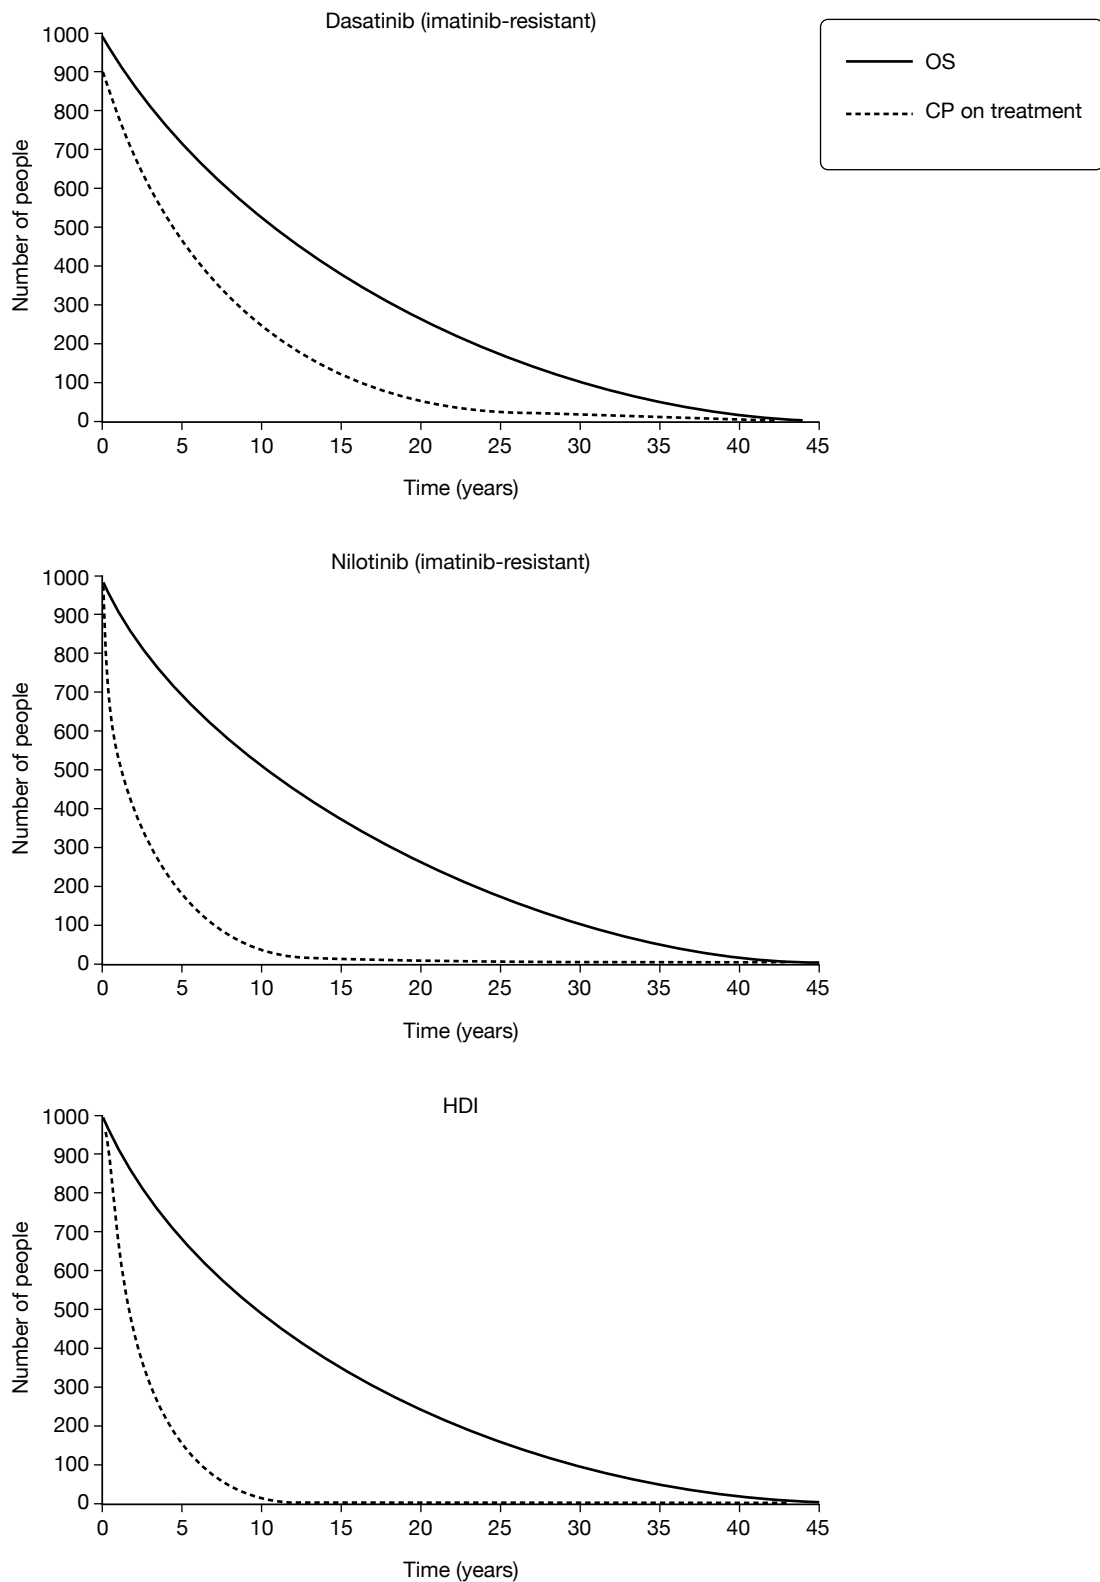 Dasatinib (imatinib-resistant)
OS
CP on treatment
Number of people
1000
900
800
700
600
500
400
300
200
100
0
0 5 10 15 20 25 30 35 40 45
Time (years)
Nilotinib (imatinib-resistant)
Number of people
1000
900
800
700
600
500
400
300
200
100
0
0 5 10 15 20 25 30 35 40 45
Time (years)
HDI
Number of people
1000
900
800
700
600
500
400
300
200
100
0
0 5 10 15 20 25 30 35 40 45
Time (years)